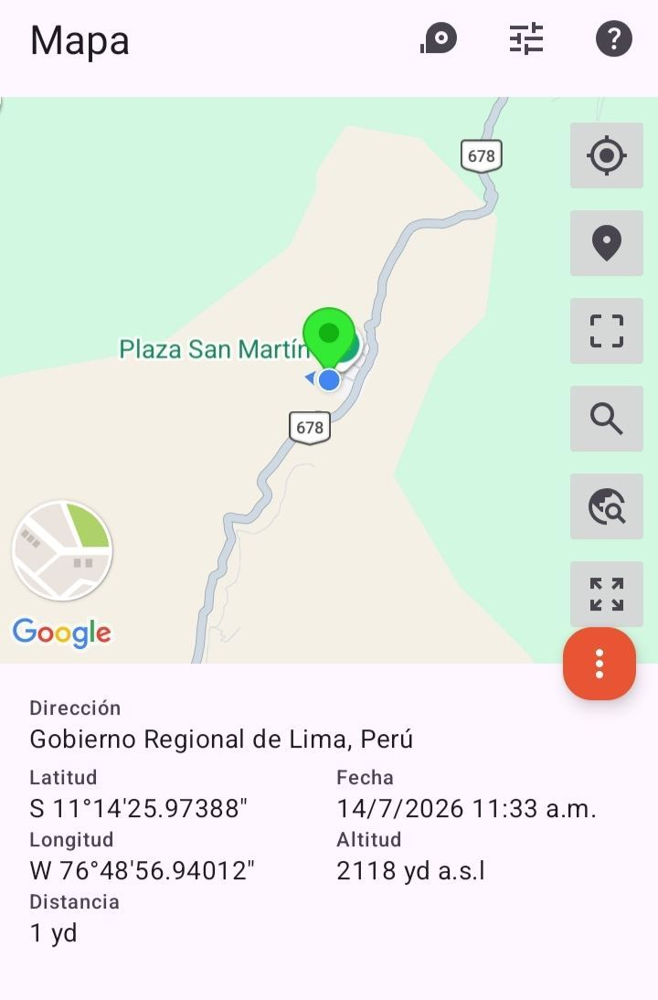 Mapa
678
Plaza San Martín
678
Google
Dirección
Gobierno Regional de Lima, Perú
Latitud
Fecha
S 11°14'25.97388"
14/7/2026 11:33 a.m.
Longitud
Altitud
W 76°48'56.94012"
2118 yd a.s.l
Distancia
1 yd